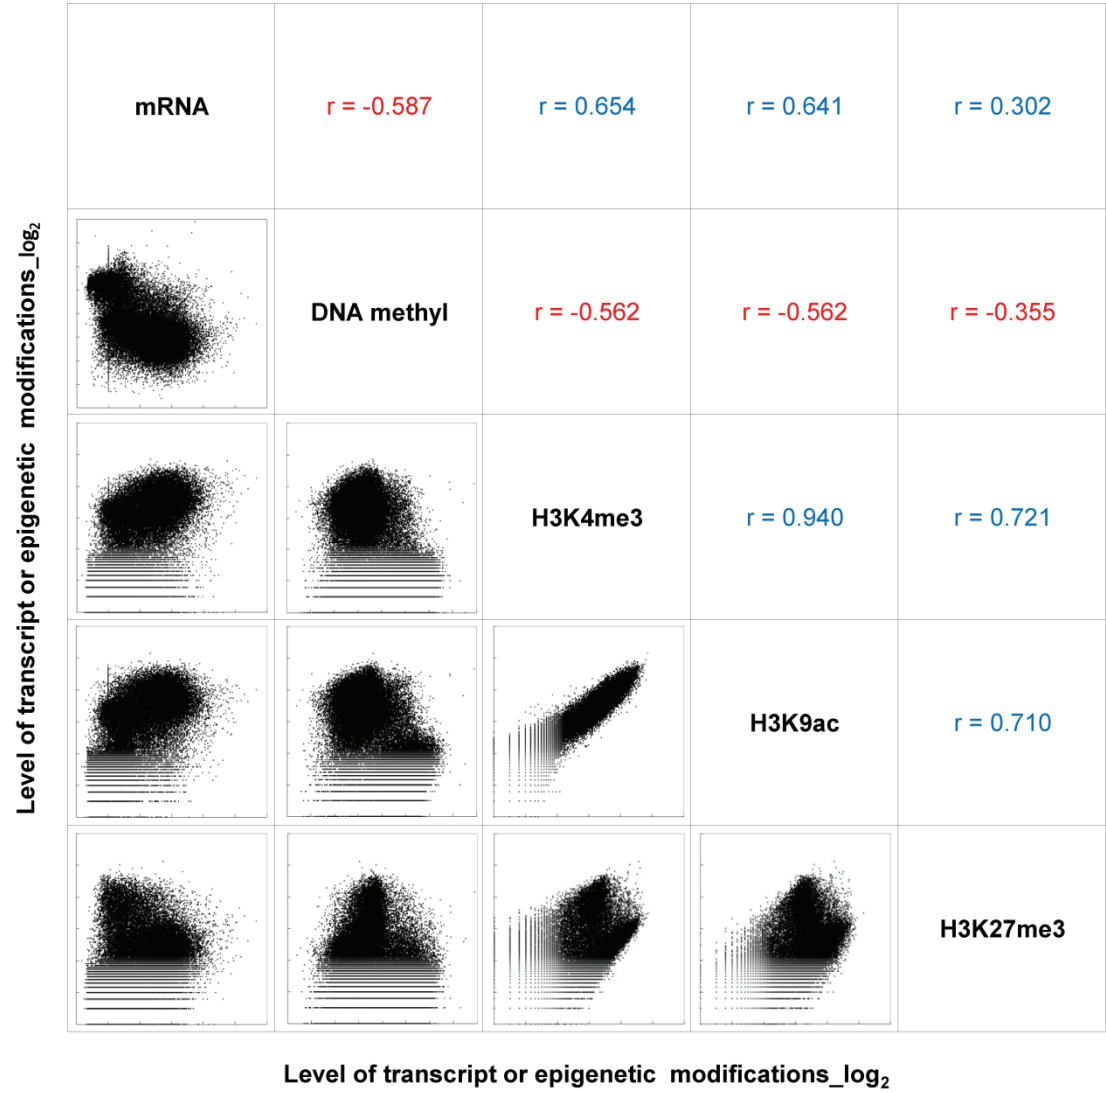 mRNA
r = -0.587
r = 0.654
r = 0.641
r = 0.302
DNA methyl
r = -0.562
r = -0.562
r = -0.355
H3K4me3
r = 0.940
r = 0.721
H3K9ac
r = 0.710
H3K27me3
Level of transcript or epigenetic modifications_log₂
Level of transcript or epigenetic modifications_log₂